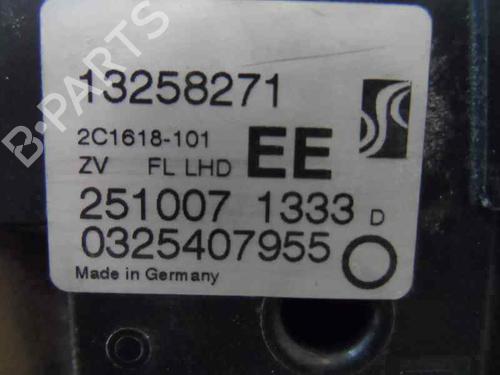 13258271
2C1618-101
ZV FL LHD EE
251007 1333 D
0325407955
Made in Germany
B-PARTS